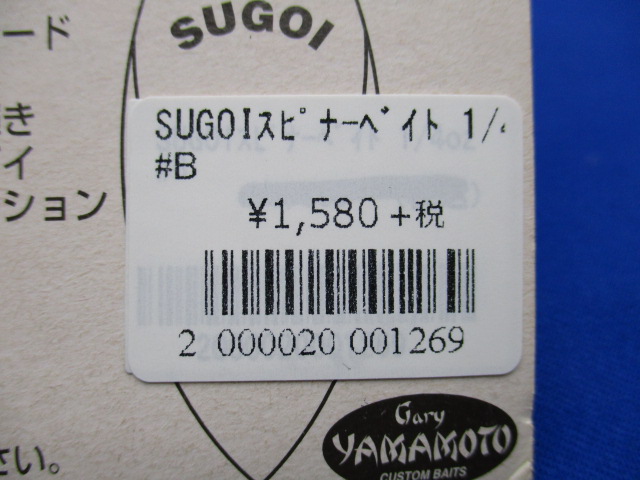 SUGOI
ード
き
イ
ション
SUGOIスピナーベイト 1/
#B
¥1,580 +税
2 000020 001269
Gary
YAMAMOTO
CUSTOM BAITS
さい。